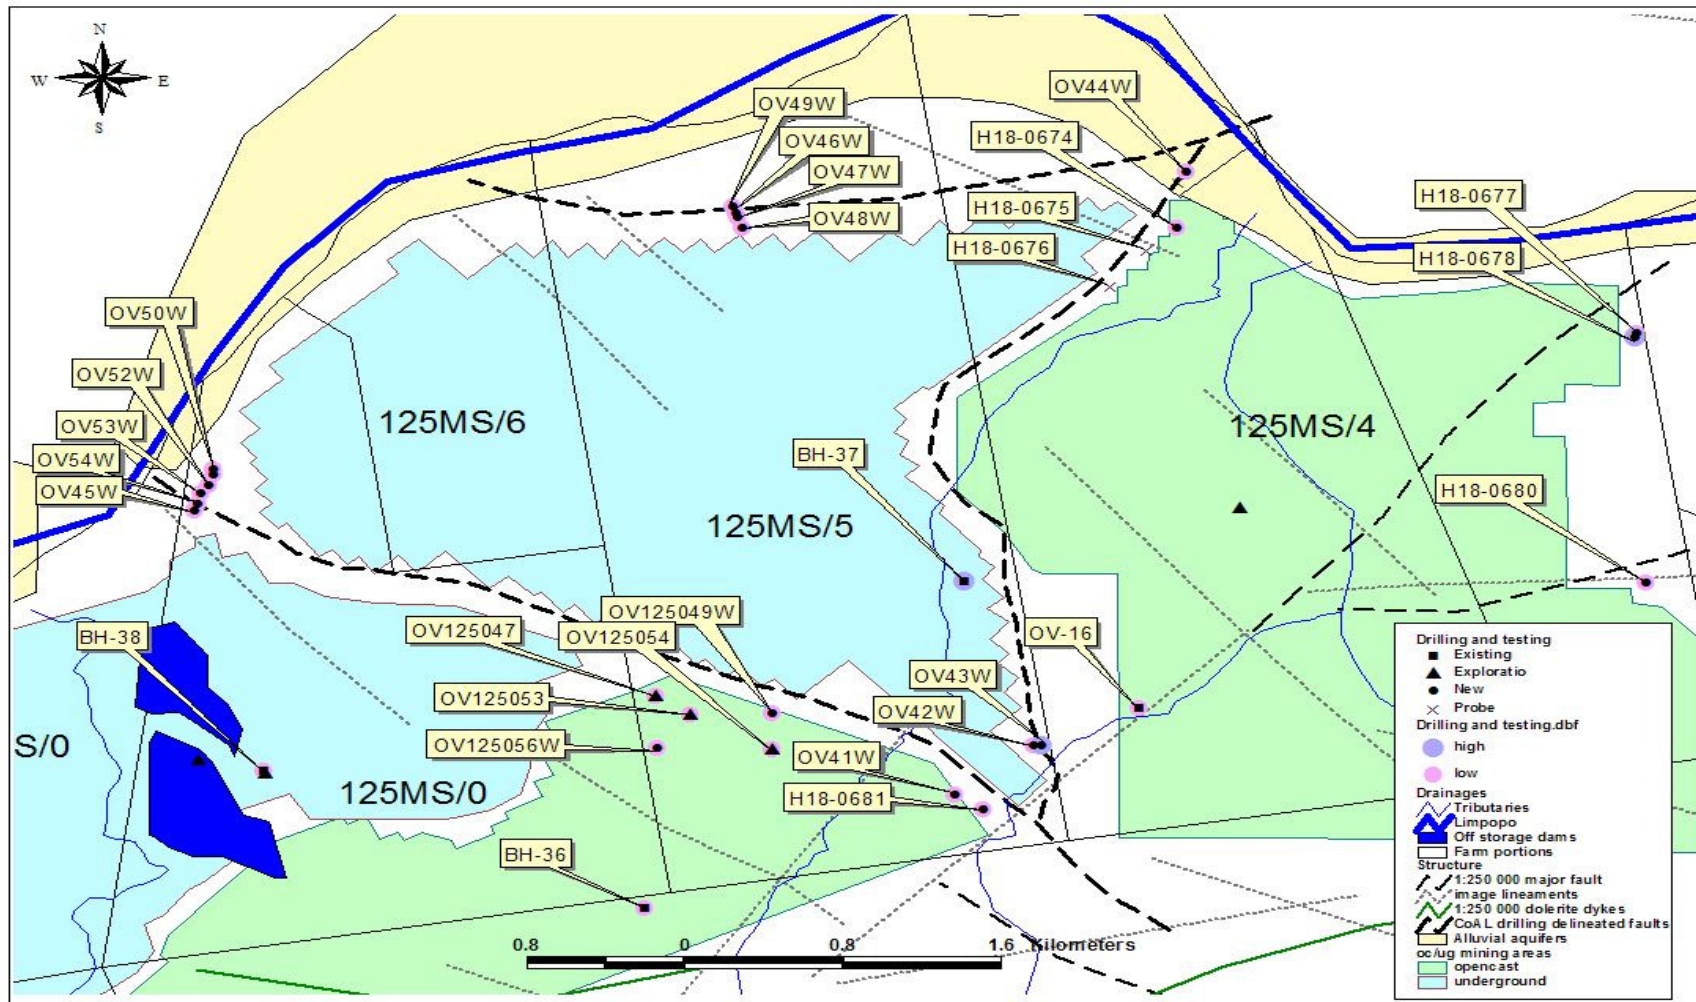 N
W E
S
OV49W
OV44W
OV46W
H18-0674
OV47W
H18-0677
OV48W
H18-0675
H18-0676
H18-0678
OV50W
OV52W
125MS/6
125MS/4
OV53W
BH-37
OV54W
OV45W
H18-0680
125MS/5
OV125049W
OV125047
OV125054
OV-16
BH-38
OV43W
OV125053
OV42W
OV125056W
S/0
OV41W
125MS/0
H18-0681
BH-36
0.8 0 0.8 1.6 Kilometers
Drilling and testing
Existing
Exploratio
New
Probe
Drilling and testing.dbf
high
low
Drainages
Tributaries
Limpopo
Off storage dams
Farm portions
Structure
1:250 000 major fault
image lineaments
1:250 000 dolerite dykes
CoAL drilling delineated faults
Alluvial aquifers
oc/ug mining areas
opencast
underground